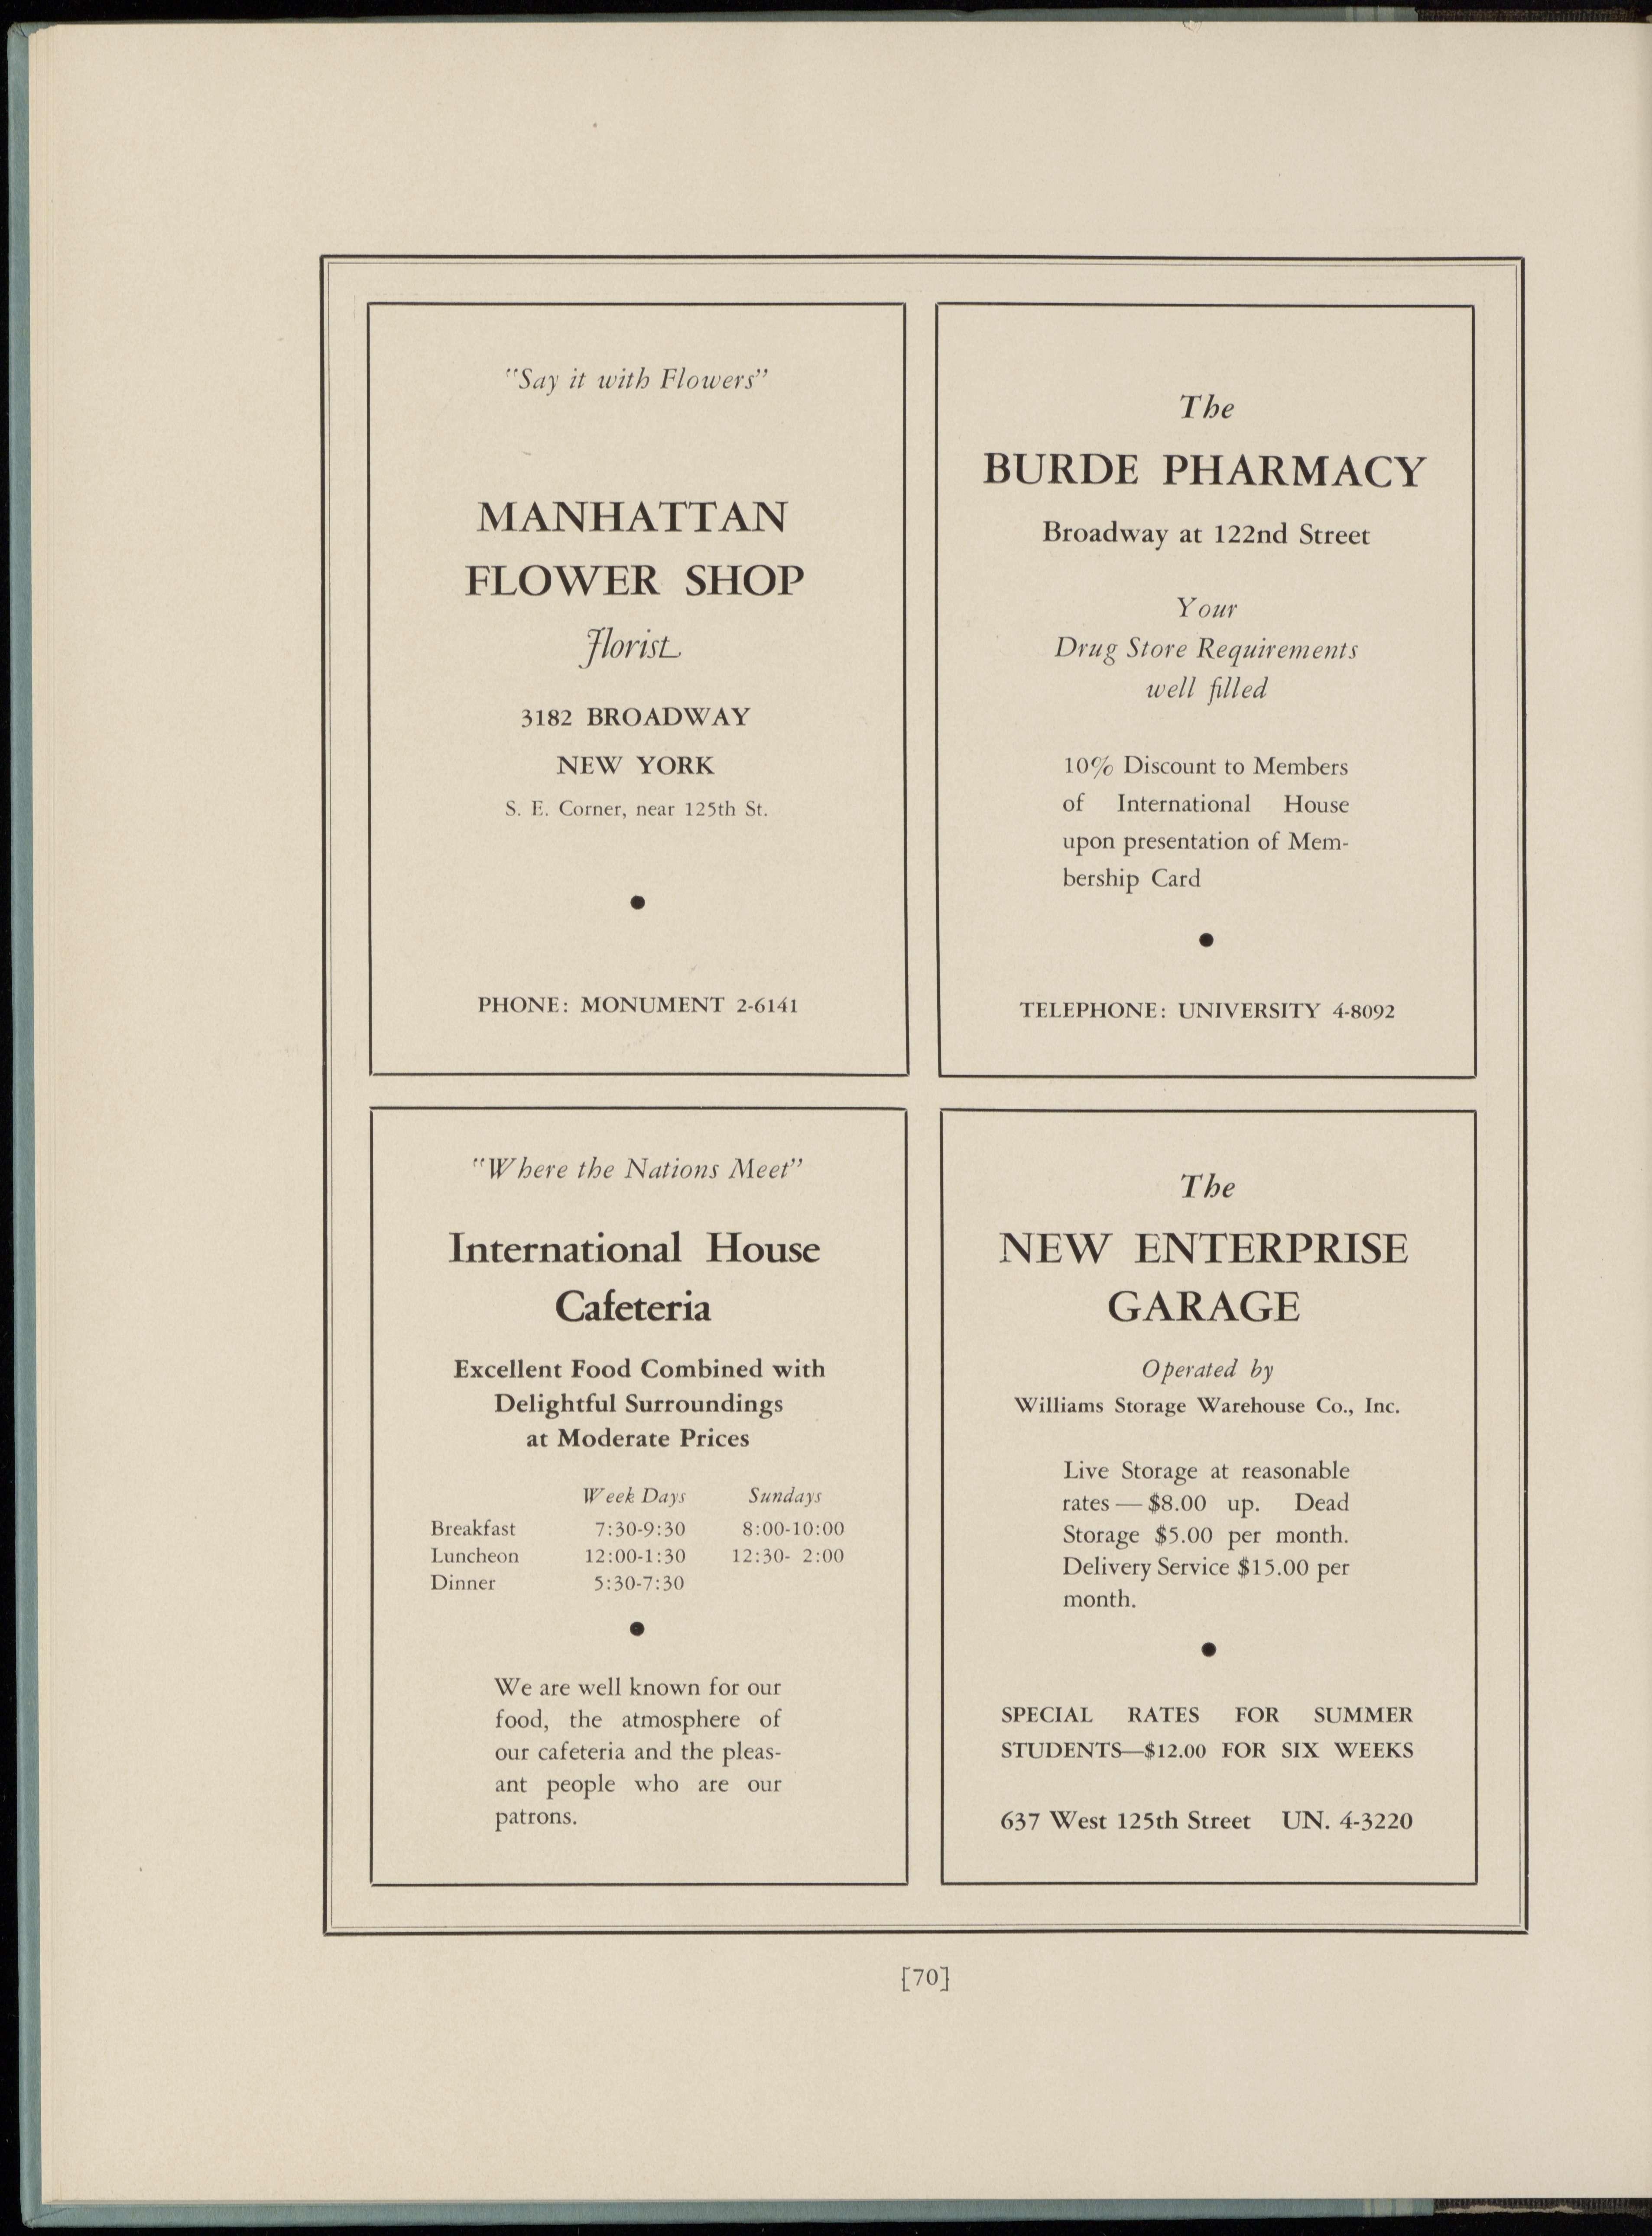 "Say it with Flowers"
MANHATTAN
FLOWER SHOP
Florist
3182 BROADWAY
NEW YORK
S. E. Corner, near 125th St.
●
PHONE: MONUMENT 2-6141
The
BURDE PHARMACY
Broadway at 122nd Street
Your
Drug Store Requirements
well filled
10% Discount to Members
of International House
upon presentation of Mem-
bership Card
●
TELEPHONE: UNIVERSITY 4-8092
"Where the Nations Meet"
International House
Cafeteria
Excellent Food Combined with
Delightful Surroundings
at Moderate Prices
Week Days Sundays
Breakfast 7:30-9:30 8:00-10:00
Luncheon 12:00-1:30 12:30- 2:00
Dinner 5:30-7:30
●
We are well known for our
food, the atmosphere of
our cafeteria and the pleas-
ant people who are our
patrons.
The
NEW ENTERPRISE
GARAGE
Operated by
Williams Storage Warehouse Co., Inc.
Live Storage at reasonable
rates — $8.00 up. Dead
Storage $5.00 per month.
Delivery Service $15.00 per
month.
●
SPECIAL RATES FOR SUMMER
STUDENTS—$12.00 FOR SIX WEEKS
637 West 125th Street UN. 4-3220
[70]